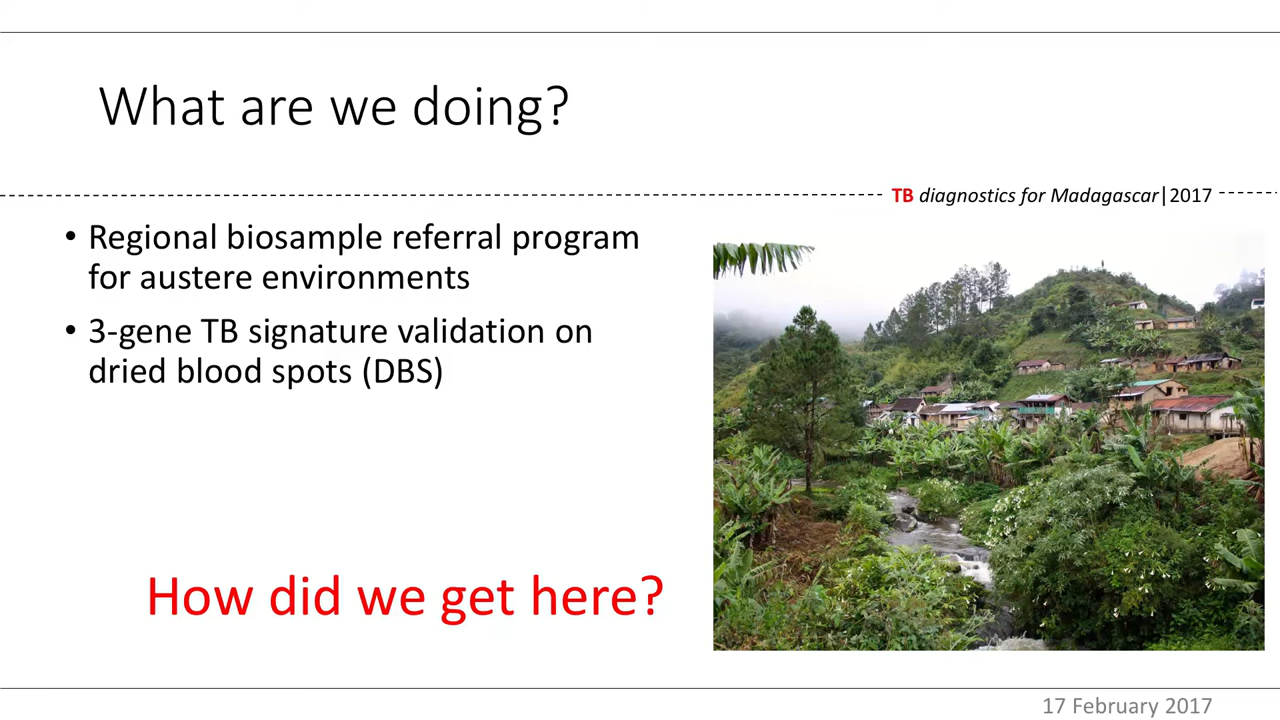 What are we doing?
TB diagnostics for Madagascar|2017
• Regional biosample referral program
for austere environments
• 3-gene TB signature validation on
dried blood spots (DBS)
How did we get here?
17 February 2017